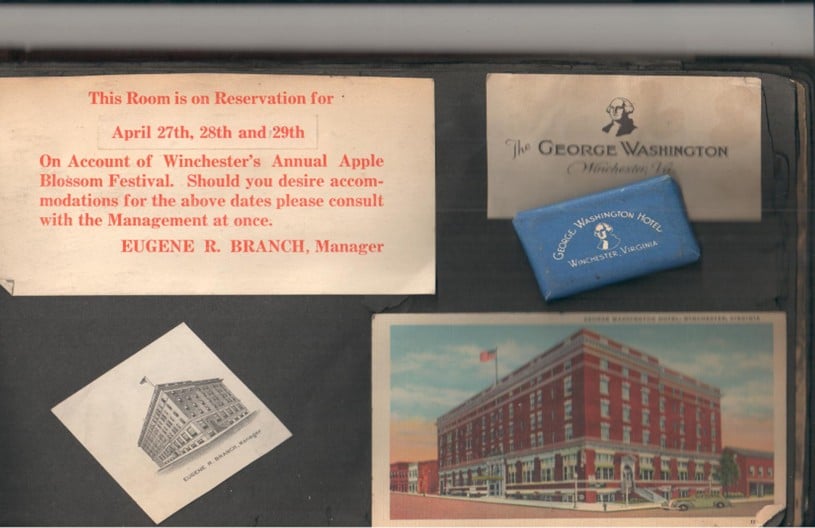 This Room is on Reservation for
April 27th, 28th and 29th
On Account of Winchester's Annual Apple
Blossom Festival. Should you desire accom-
modations for the above dates please consult
with the Management at once.
EUGENE R. BRANCH, Manager
The GEORGE WASHINGTON
Winchester, Va.
GEORGE WASHINGTON HOTEL
WINCHESTER, VIRGINIA
EUGENE R. BRANCH, Manager
GEORGE WASHINGTON HOTEL, WINCHESTER, VIRGINIA